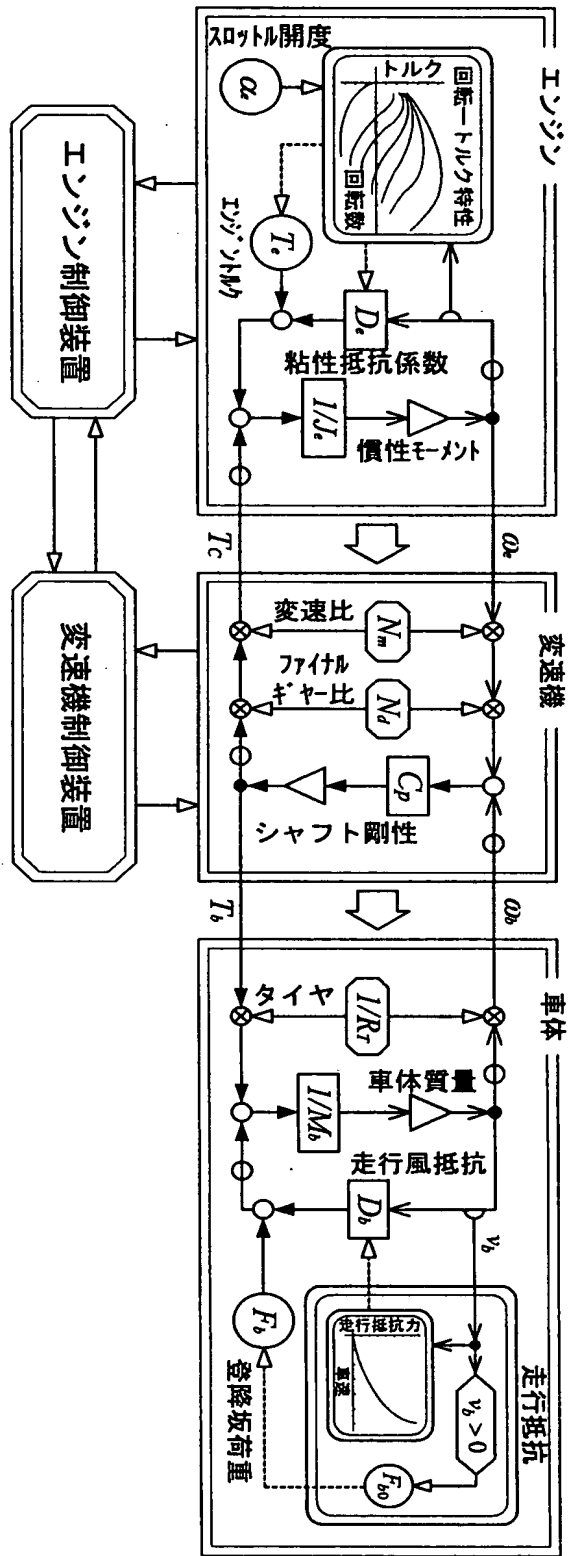 エンジン
スロットル開度
αe
トルク
回転ートルク特性
回転数
Te
エンジントルク
De
粘性抵抗係数
1/Je
慣性モーメント
ωe
Tc
エンジン制御装置
変速機
変速比
Nm
ファイナル
ギヤー比
Nd
Cp
シャフト剛性
ωb
Tb
変速機制御装置
車体
タイヤ
1/RT
車体質量
1/Mb
走行風抵抗
Db
vb
走行抵抗
vb > 0
走行抵抗力
車速
Fb0
Fb
登降坂荷重